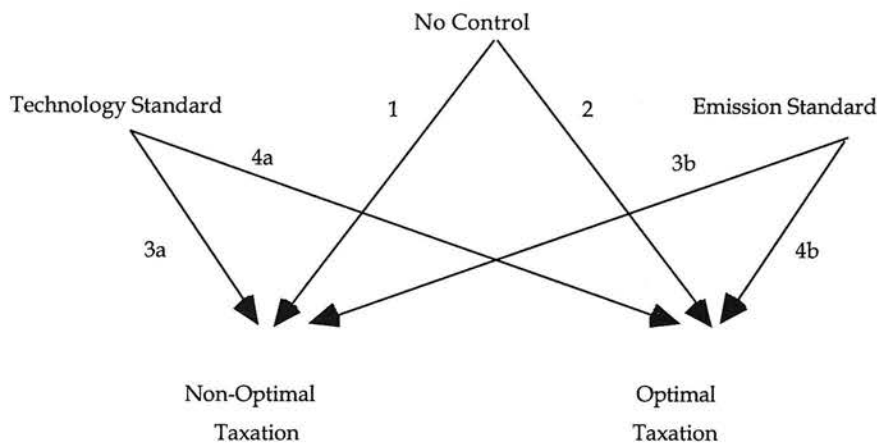 No Control
Technology Standard
1
2
Emission Standard
4a
3b
3a
4b
Non-Optimal
Taxation
Optimal
Taxation